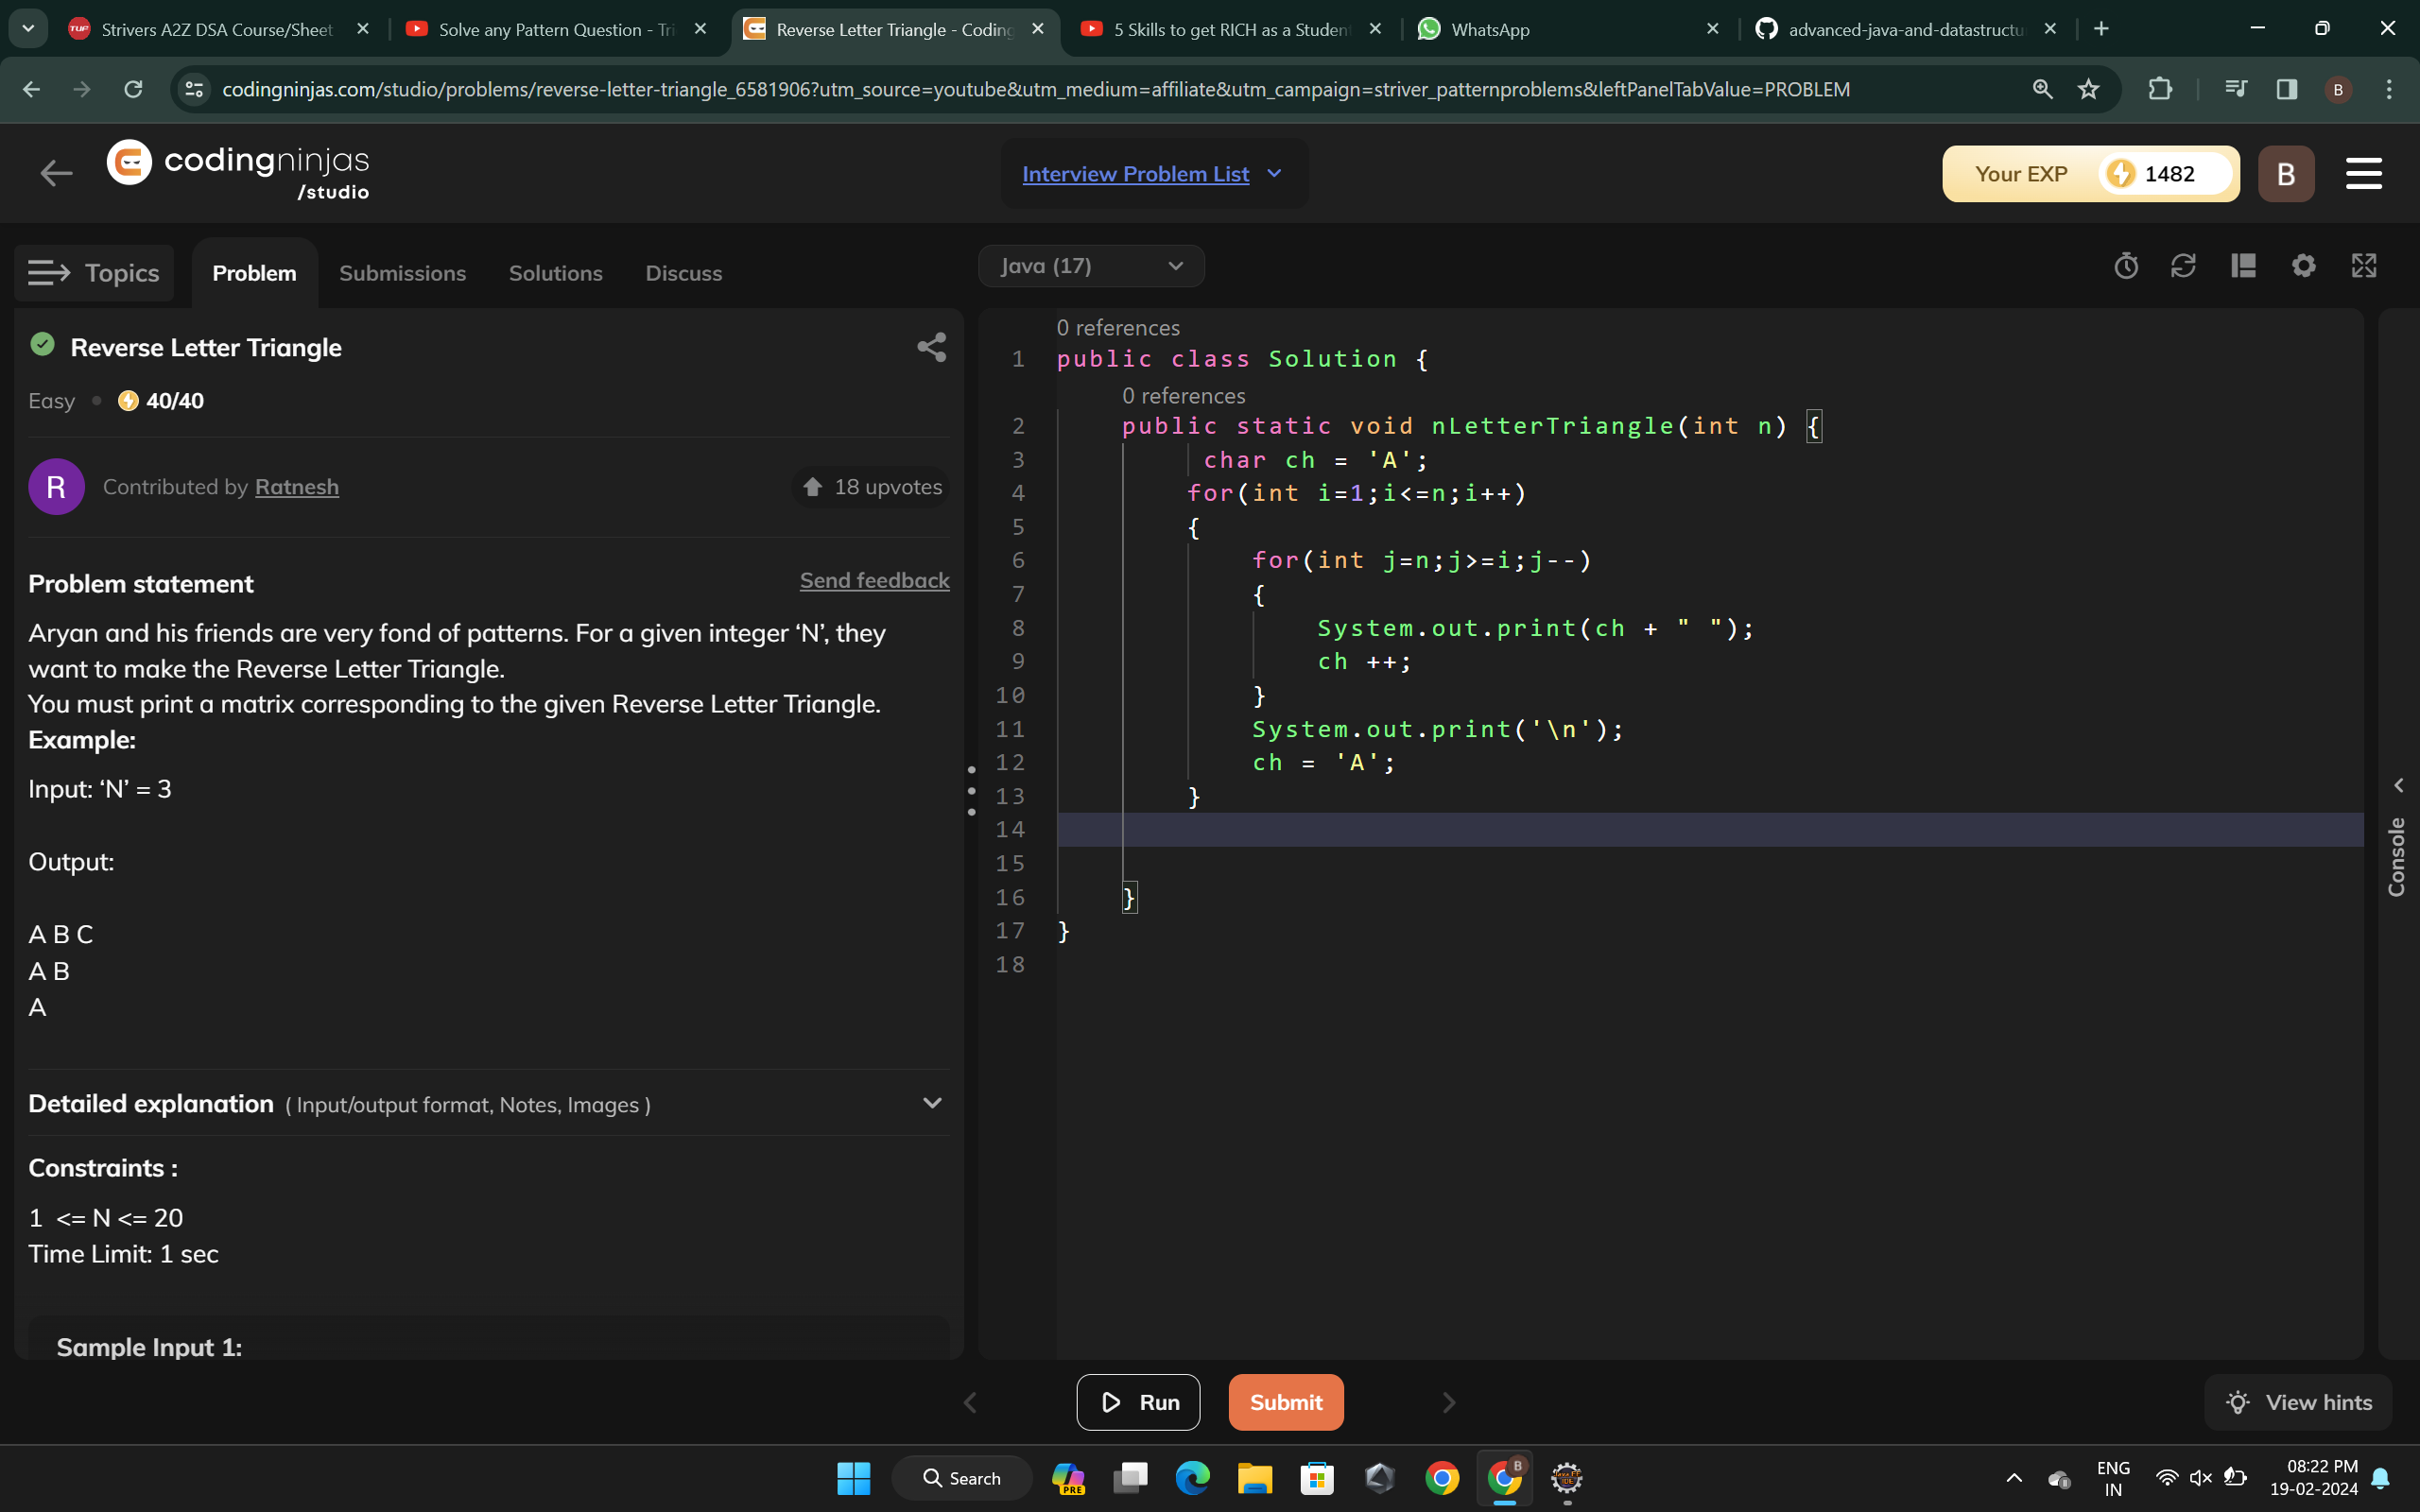 Strivers A2Z DSA Course/Sheet
Solve any Pattern Question - Tri
Reverse Letter Triangle - Coding
5 Skills to get RICH as a Student
WhatsApp
advanced-java-and-datastructu
codingninjas.com/studio/problems/reverse-letter-triangle_6581906?utm_source=youtube&utm_medium=affiliate&utm_campaign=striver_patternproblems&leftPanelTabValue=PROBLEM
B
codingninjas
/studio
Interview Problem List
Your EXP 1482
B
Topics
Problem
Submissions
Solutions
Discuss
Java (17)
Reverse Letter Triangle
Easy • 40/40
R
Contributed by Ratnesh
18 upvotes
Problem statement
Send feedback
Aryan and his friends are very fond of patterns. For a given integer ‘N’, they
want to make the Reverse Letter Triangle.
You must print a matrix corresponding to the given Reverse Letter Triangle.
Example:
Input: ‘N’ = 3
Output:
A B C
A B
A
Detailed explanation ( Input/output format, Notes, Images )
Constraints :
1 <= N <= 20
Time Limit: 1 sec
Sample Input 1:
0 references
1 public class Solution {
0 references
2 public static void nLetterTriangle(int n) {
3 char ch = 'A';
4 for(int i=1;i<=n;i++)
5 {
6 for(int j=n;j>=i;j--)
7 {
8 System.out.print(ch + " ");
9 ch ++;
10 }
11 System.out.print('\n');
12 ch = 'A';
13 }
14
15
16 }
17 }
18
Console
Run
Submit
View hints
Search
PRE
B
ENG
IN
08:22 PM
19-02-2024